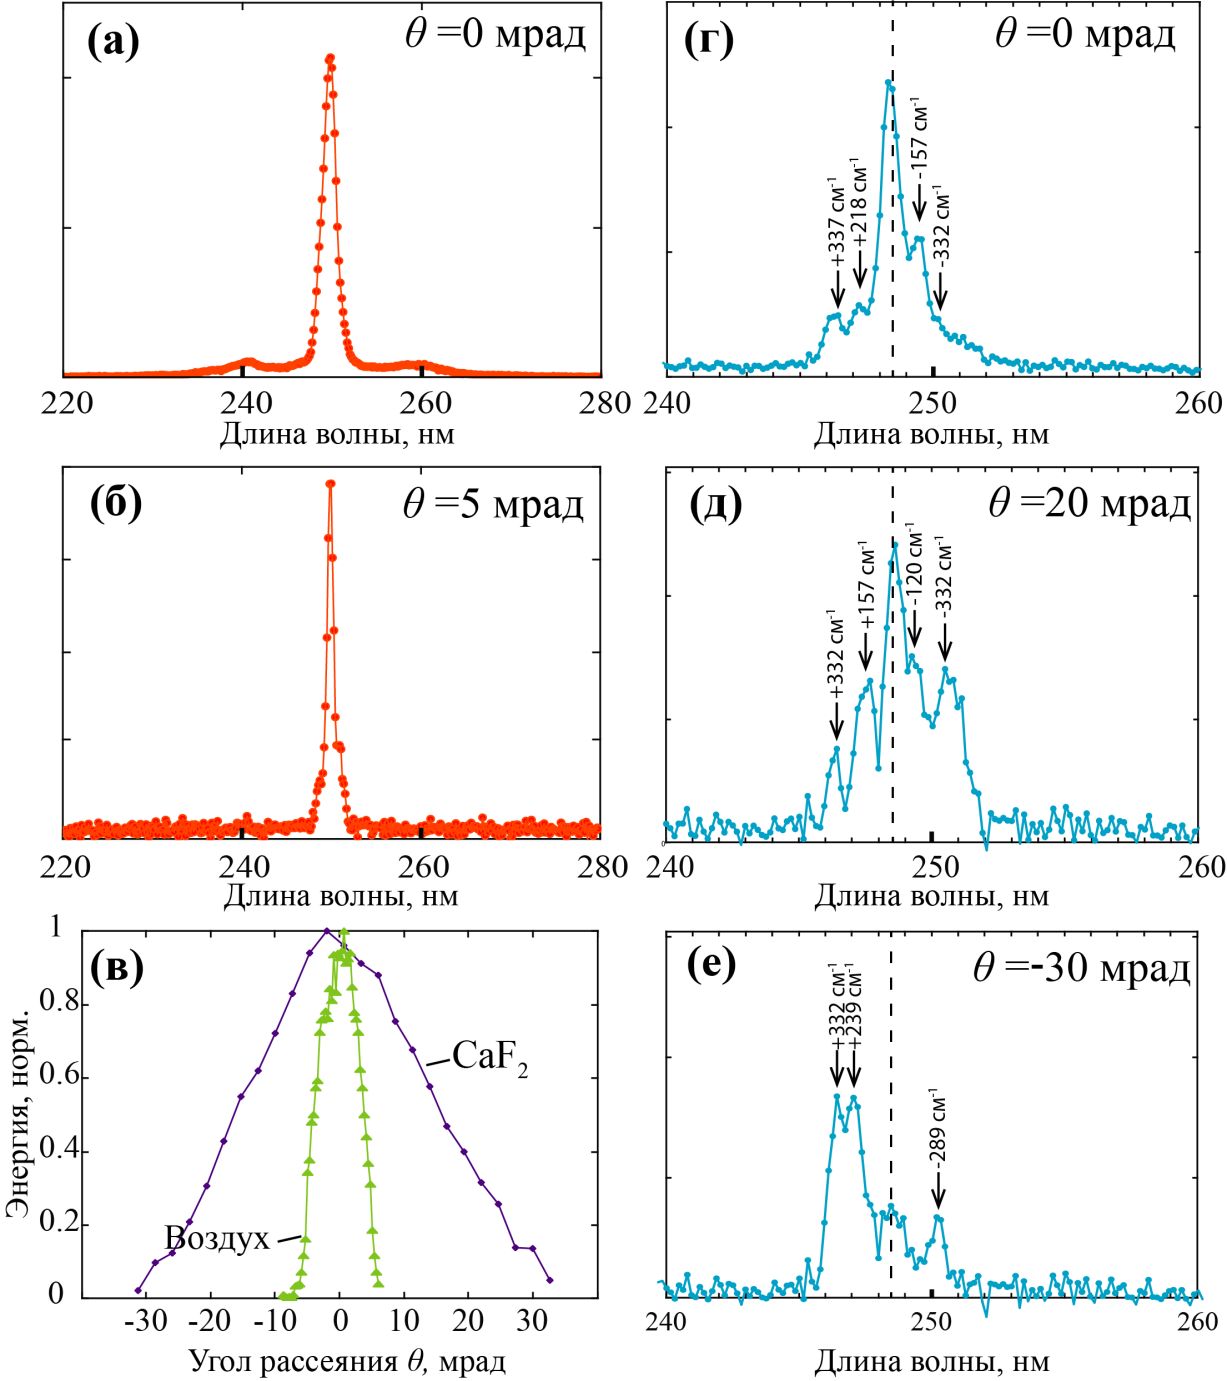 (а)
θ =0 мрад
220 240 260 280
Длина волны, нм
(б)
θ =5 мрад
220 240 260 280
Длина волны, нм
(в)
Энергия, норм.
1
0.8
0.6
0.4
0.2
0
CaF2
Воздух
-30 -20 -10 0 10 20 30
Угол рассеяния θ, мрад
(г)
θ =0 мрад
+337 см-1
+218 см-1
-157 см-1
-332 см-1
240 250 260
Длина волны, нм
(д)
θ =20 мрад
+332 см-1
+157 см-1
-120 см-1
-332 см-1
240 250 260
Длина волны, нм
(е)
θ =-30 мрад
+332 см-1
+239 см-1
-289 см-1
240 250 260
Длина волны, нм